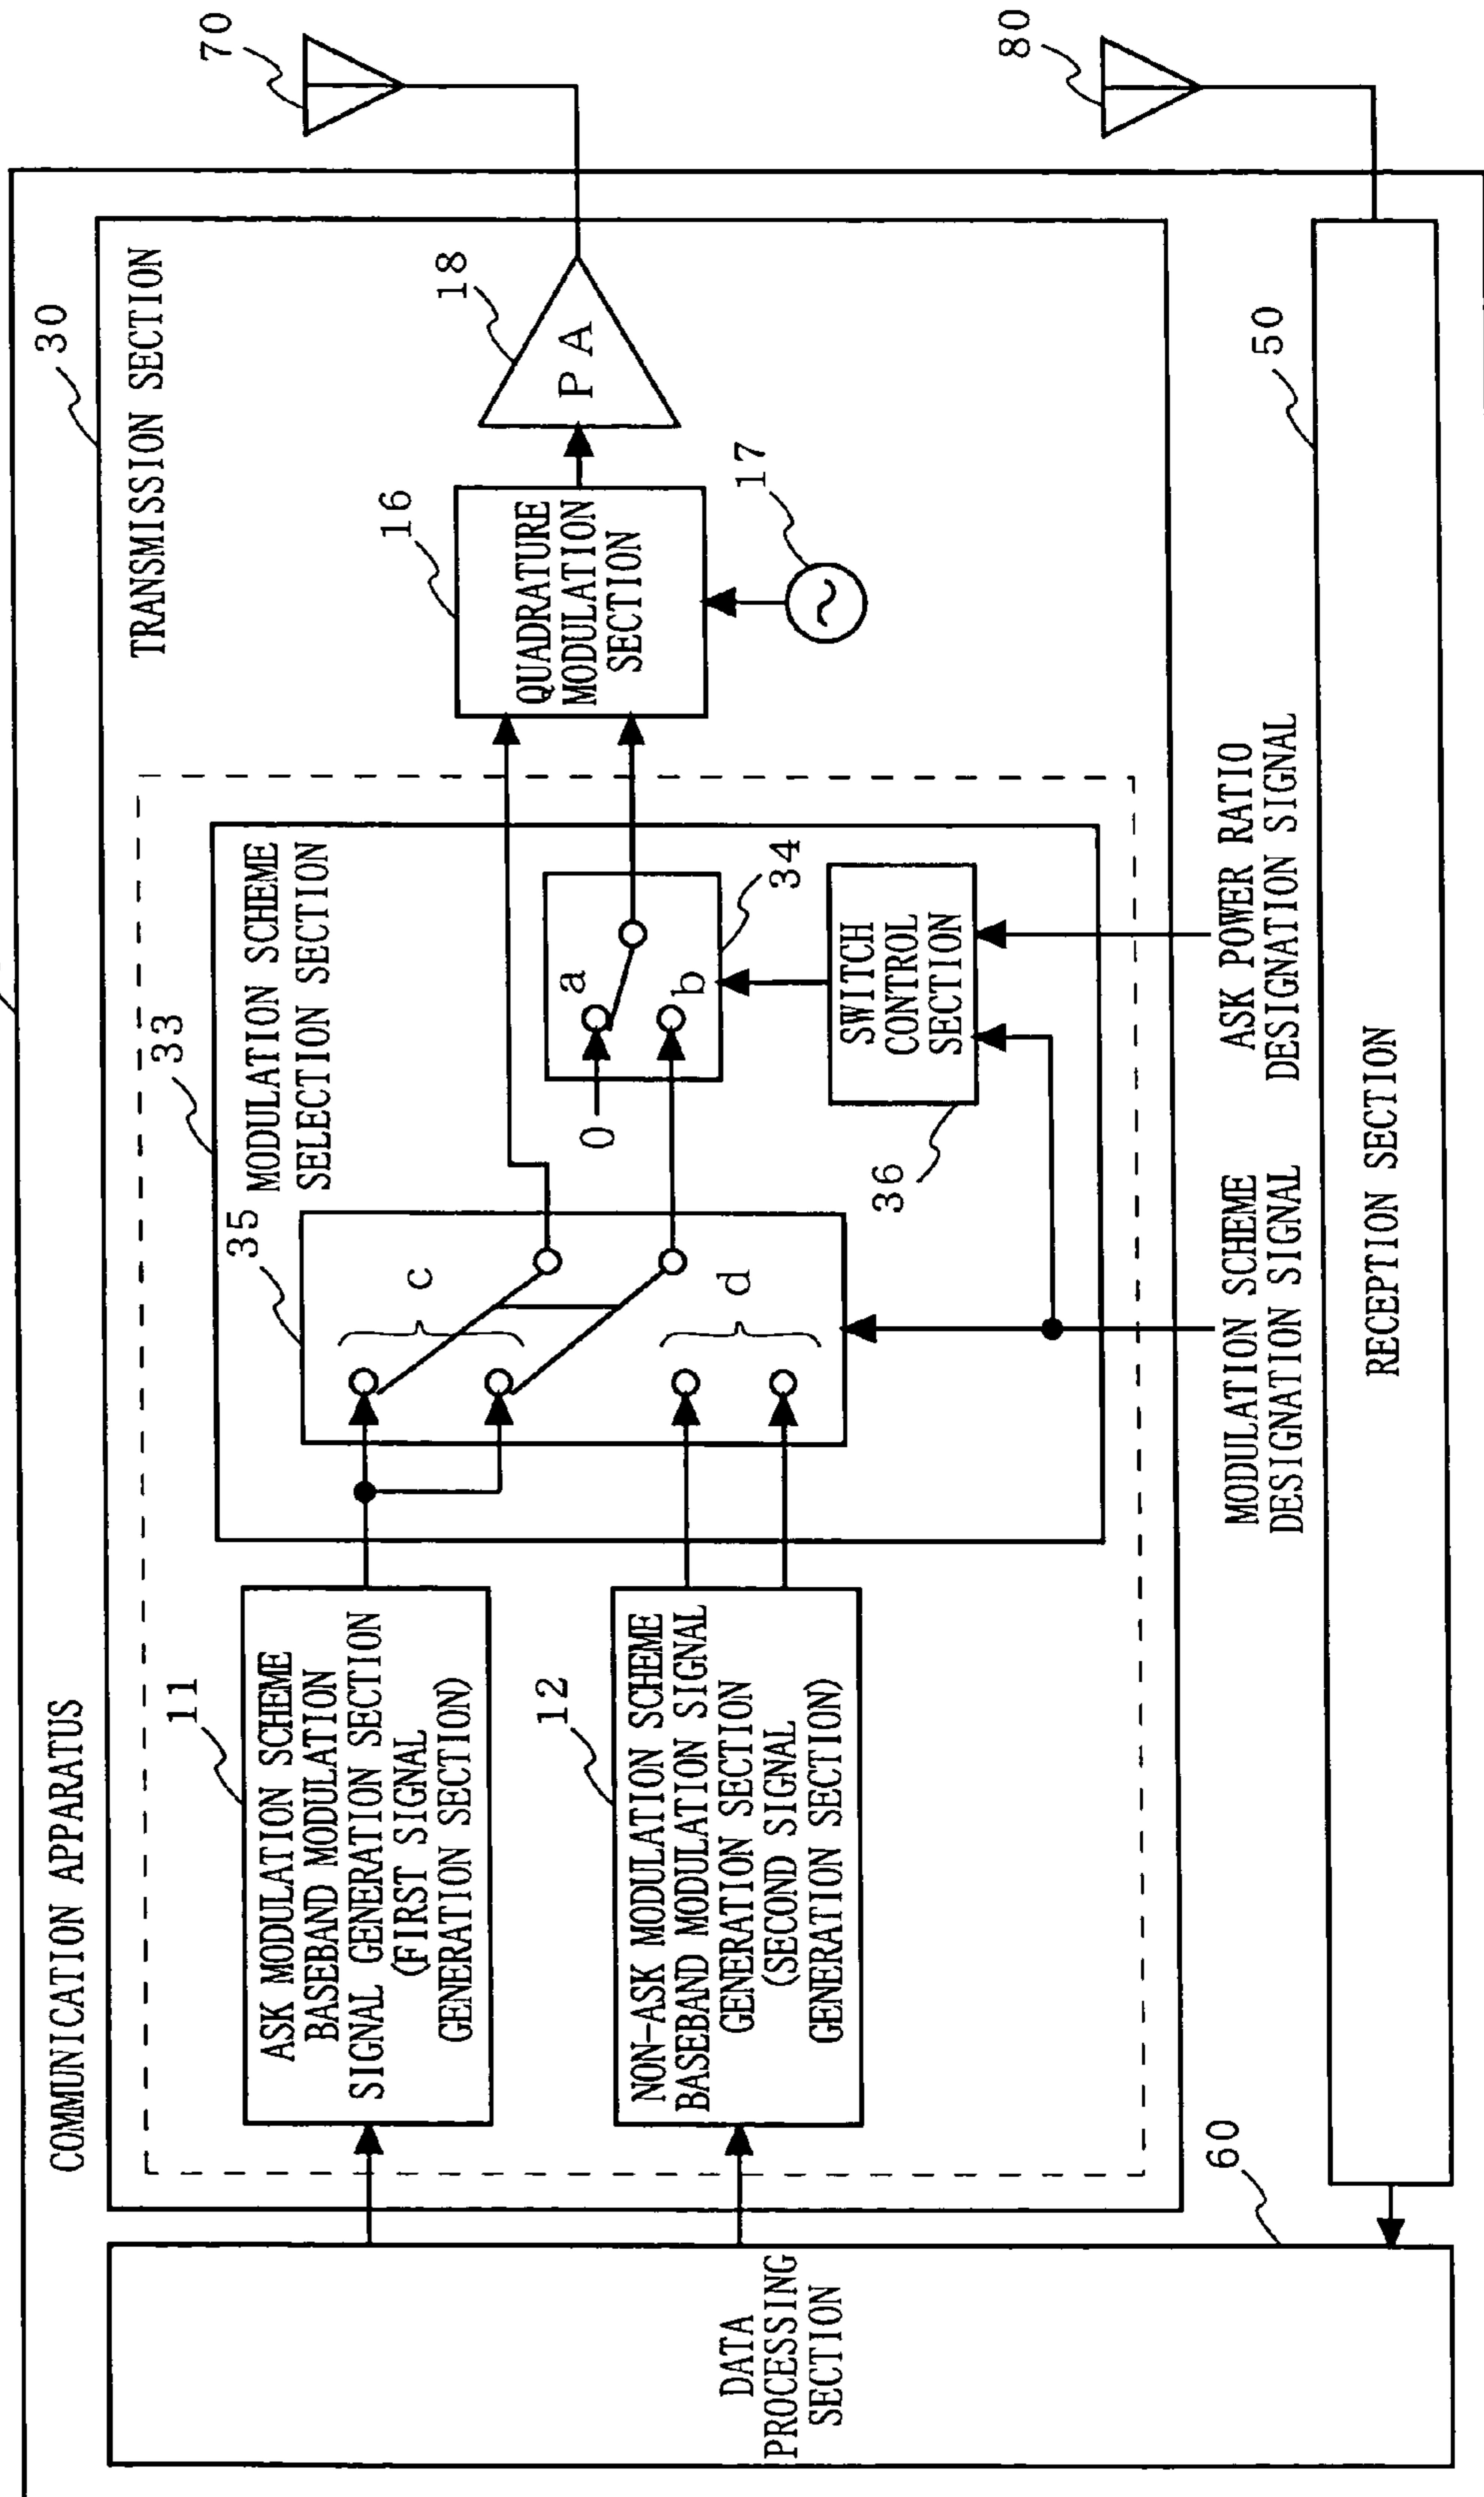 COMMUNICATION APPARATUS
30
TRANSMISSION SECTION
70
33
MODULATION SCHEME
SELECTION SECTION
11
ASK MODULATION SCHEME
BASEBAND MODULATION
SIGNAL GENERATION SECTION
(FIRST SIGNAL
GENERATION SECTION)
35
c
d
16
QUADRATURE
MODULATION
SECTION
18
PA
0
a
b
34
17
12
NON-ASK MODULATION SCHEME
BASEBAND MODULATION SIGNAL
GENERATION SECTION
(SECOND SIGNAL
GENERATION SECTION)
36
SWITCH
CONTROL
SECTION
DATA
PROCESSING
SECTION
60
MODULATION SCHEME
DESIGNATION SIGNAL
ASK POWER RATIO
DESIGNATION SIGNAL
50
80
RECEPTION SECTION